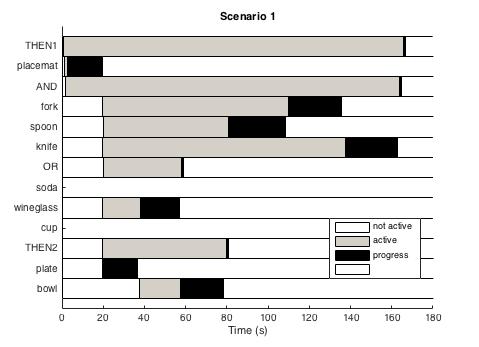 Scenario 1
THEN1
placemat
AND
fork
spoon
knife
OR
soda
wineglass
cup
THEN2
plate
bowl
not active
active
progress
0 20 40 60 80 100 120 140 160 180
Time (s)